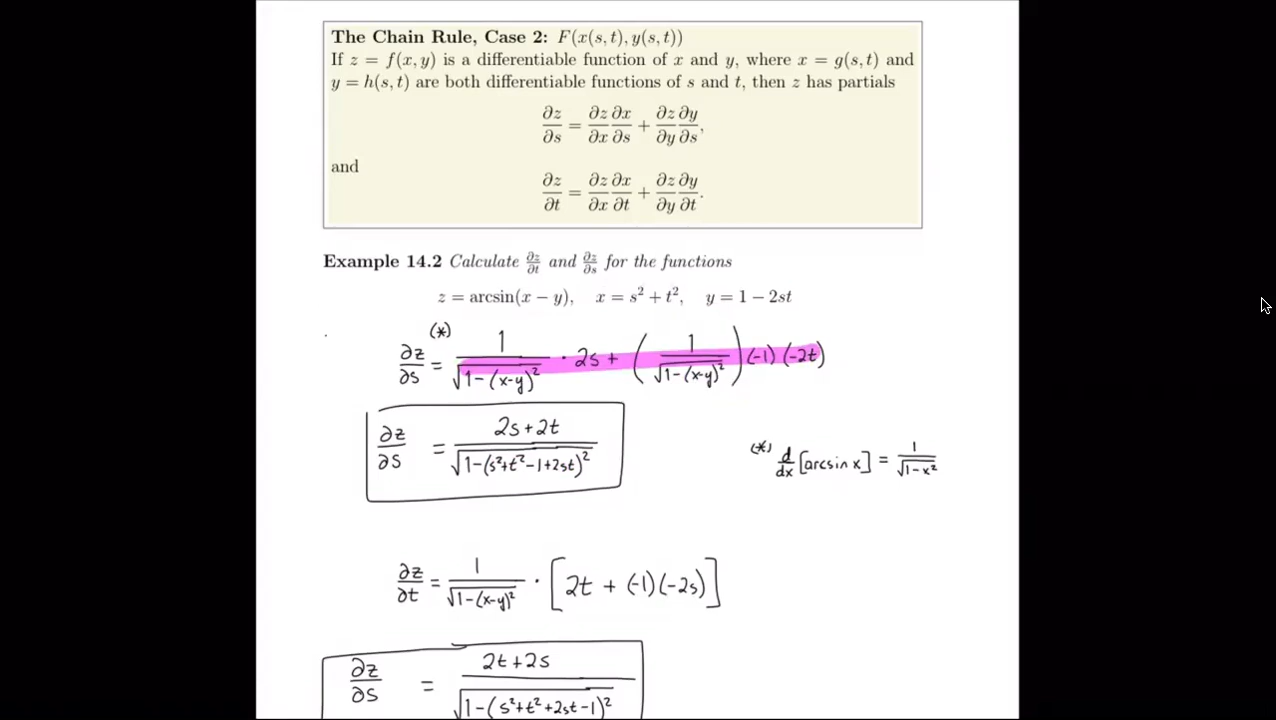 The Chain Rule, Case 2: F(x(s,t), y(s,t))
If z = f(x, y) is a differentiable function of x and y, where x = g(s, t) and
y = h(s, t) are both differentiable functions of s and t, then z has partials
∂z/∂s = ∂z/∂x ∂x/∂s + ∂z/∂y ∂y/∂s,
and
∂z/∂t = ∂z/∂x ∂x/∂t + ∂z/∂y ∂y/∂t.
Example 14.2 Calculate ∂z/∂t and ∂z/∂s for the functions
z = arcsin(x − y), x = s² + t², y = 1 − 2st
(*)
∂z/∂s = 1/√(1-(x-y)²) · 2s + (1/√(1-(x-y)²)) (-1) (-2t)
∂z/∂s = (2s+2t)/√(1-(s²+t²-1+2st)²)
(*) d/dx [arcsin x] = 1/√(1-x²)
∂z/∂t = 1/√(1-(x-y)²) · [2t + (-1)(-2s)]
∂z/∂s = (2t+2s)/√(1-(s²+t²+2st-1)²)